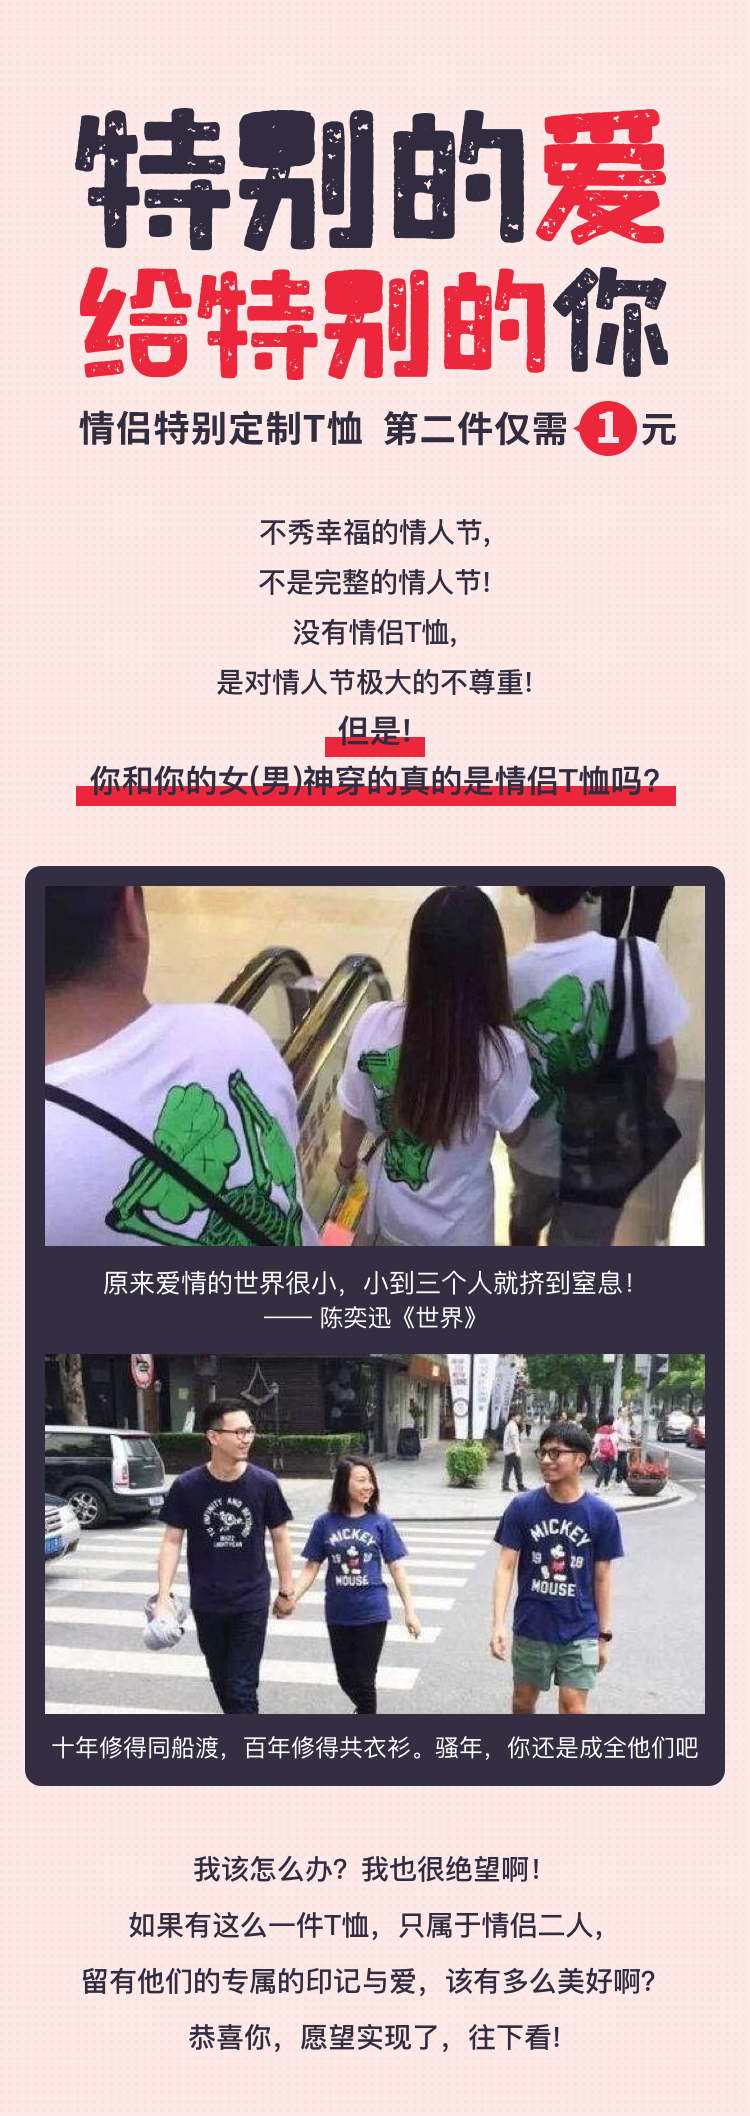 特别的爱
给特别的你
情侣特别定制T恤 第二件仅需1元
不秀幸福的情人节,
不是完整的情人节!
没有情侣T恤,
是对情人节极大的不尊重!
但是!
你和你的女(男)神穿的真的是情侣T恤吗?
原来爱情的世界很小，小到三个人就挤到窒息！
—— 陈奕迅《世界》
TO INFINITY AND BEYOND
BUZZ
LIGHTYEAR
MICKEY
19 28
MOUSE
MICKEY
19 28
MOUSE
十年修得同船渡，百年修得共衣衫。骚年，你还是成全他们吧
我该怎么办？我也很绝望啊！
如果有这么一件T恤，只属于情侣二人，
留有他们的专属的印记与爱，该有多么美好啊？
恭喜你，愿望实现了，往下看!